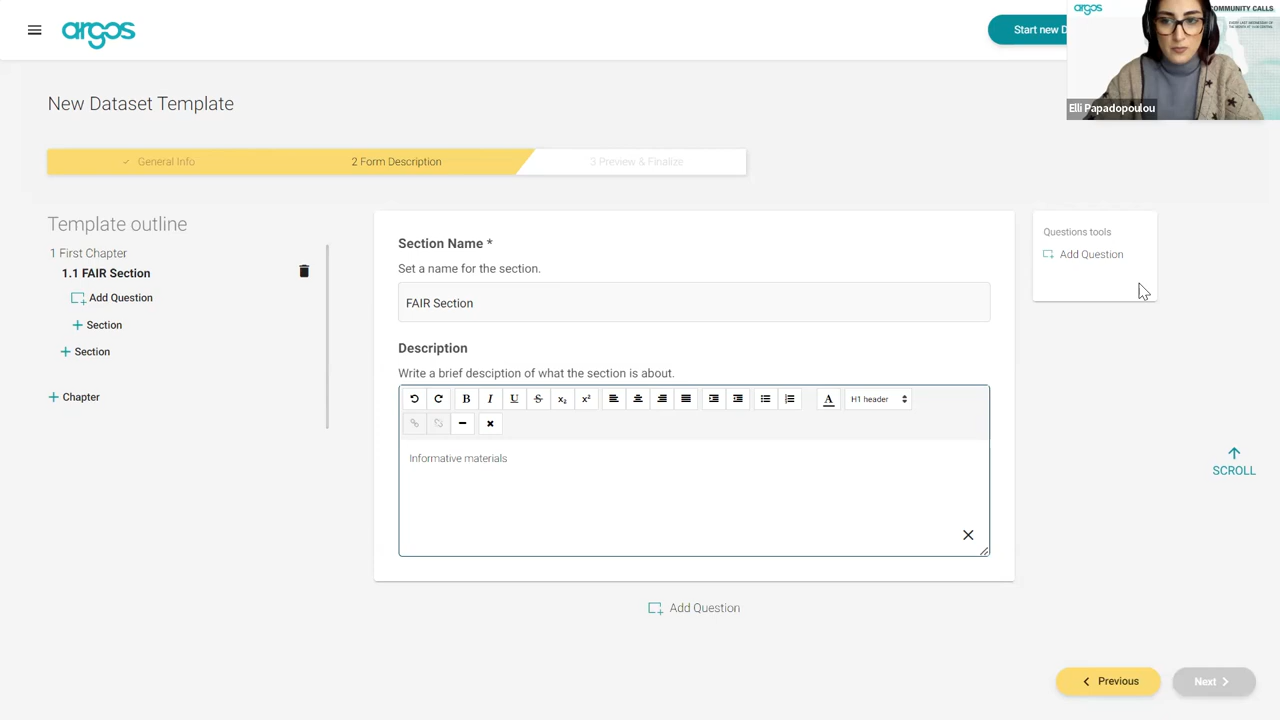 argos
Start new D
argos
COMMUNITY CALLS
Elli Papadopoulou
New Dataset Template
General Info
2 Form Description
3 Preview & Finalize
Template outline
1 First Chapter
1.1 FAIR Section
Add Question
+ Section
+ Section
+ Chapter
Section Name *
Set a name for the section.
FAIR Section
Description
Write a brief desciption of what the section is about.
B I U S x₂ x² A H1 header
Informative materials
Add Question
Questions tools
Add Question
SCROLL
Previous
Next